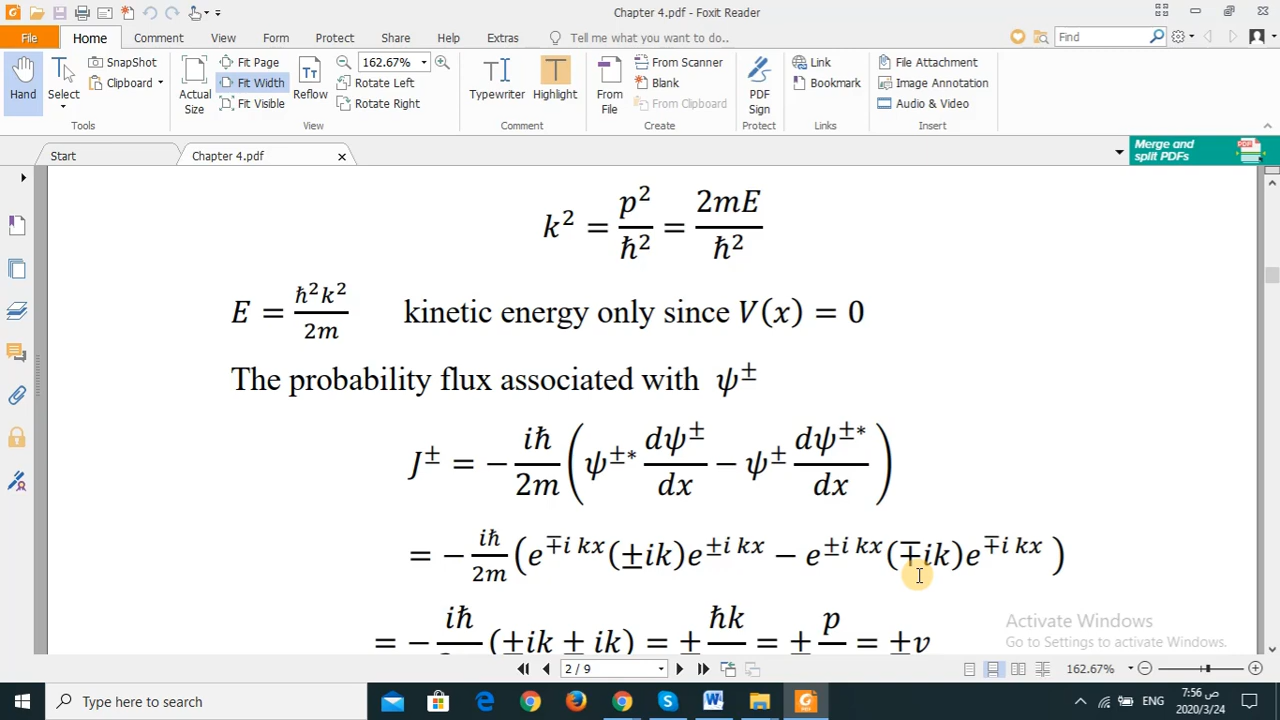 Chapter 4.pdf - Foxit Reader
File Home Comment View Form Protect Share Help Extras Tell me what you want to do.. Find
Hand
Select
SnapShot
Clipboard
Tools
Actual Size
Fit Page
Fit Width
Fit Visible
Reflow
162.67%
Rotate Left
Rotate Right
View
Typewriter
Highlight
Comment
From File
From Scanner
Blank
From Clipboard
Create
PDF Sign
Protect
Link
Bookmark
Links
File Attachment
Image Annotation
Audio & Video
Insert
Start
Chapter 4.pdf
Merge and split PDFs
k² = p²/ħ² = 2mE/ħ²
E = ħ²k²/2m kinetic energy only since V(x) = 0
The probability flux associated with ψ±
J± = − iħ/2m (ψ±* dψ±/dx − ψ± dψ±*/dx)
= − iħ/2m (e^∓i kx (±ik)e^±i kx − e^±i kx (∓ik)e^∓i kx )
= − iħ (±ik ± ik) = ± ħk = ± p = ±v
Activate Windows
Go to Settings to activate Windows.
2 / 9
162.67%
Type here to search
ENG
7:56 ص
2020/3/24